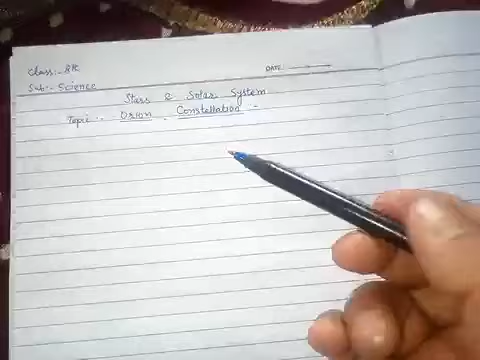 Class:- 8th
DATE
Sub:- Science
Stars & Solar System
Topic :- Orion Constellation -